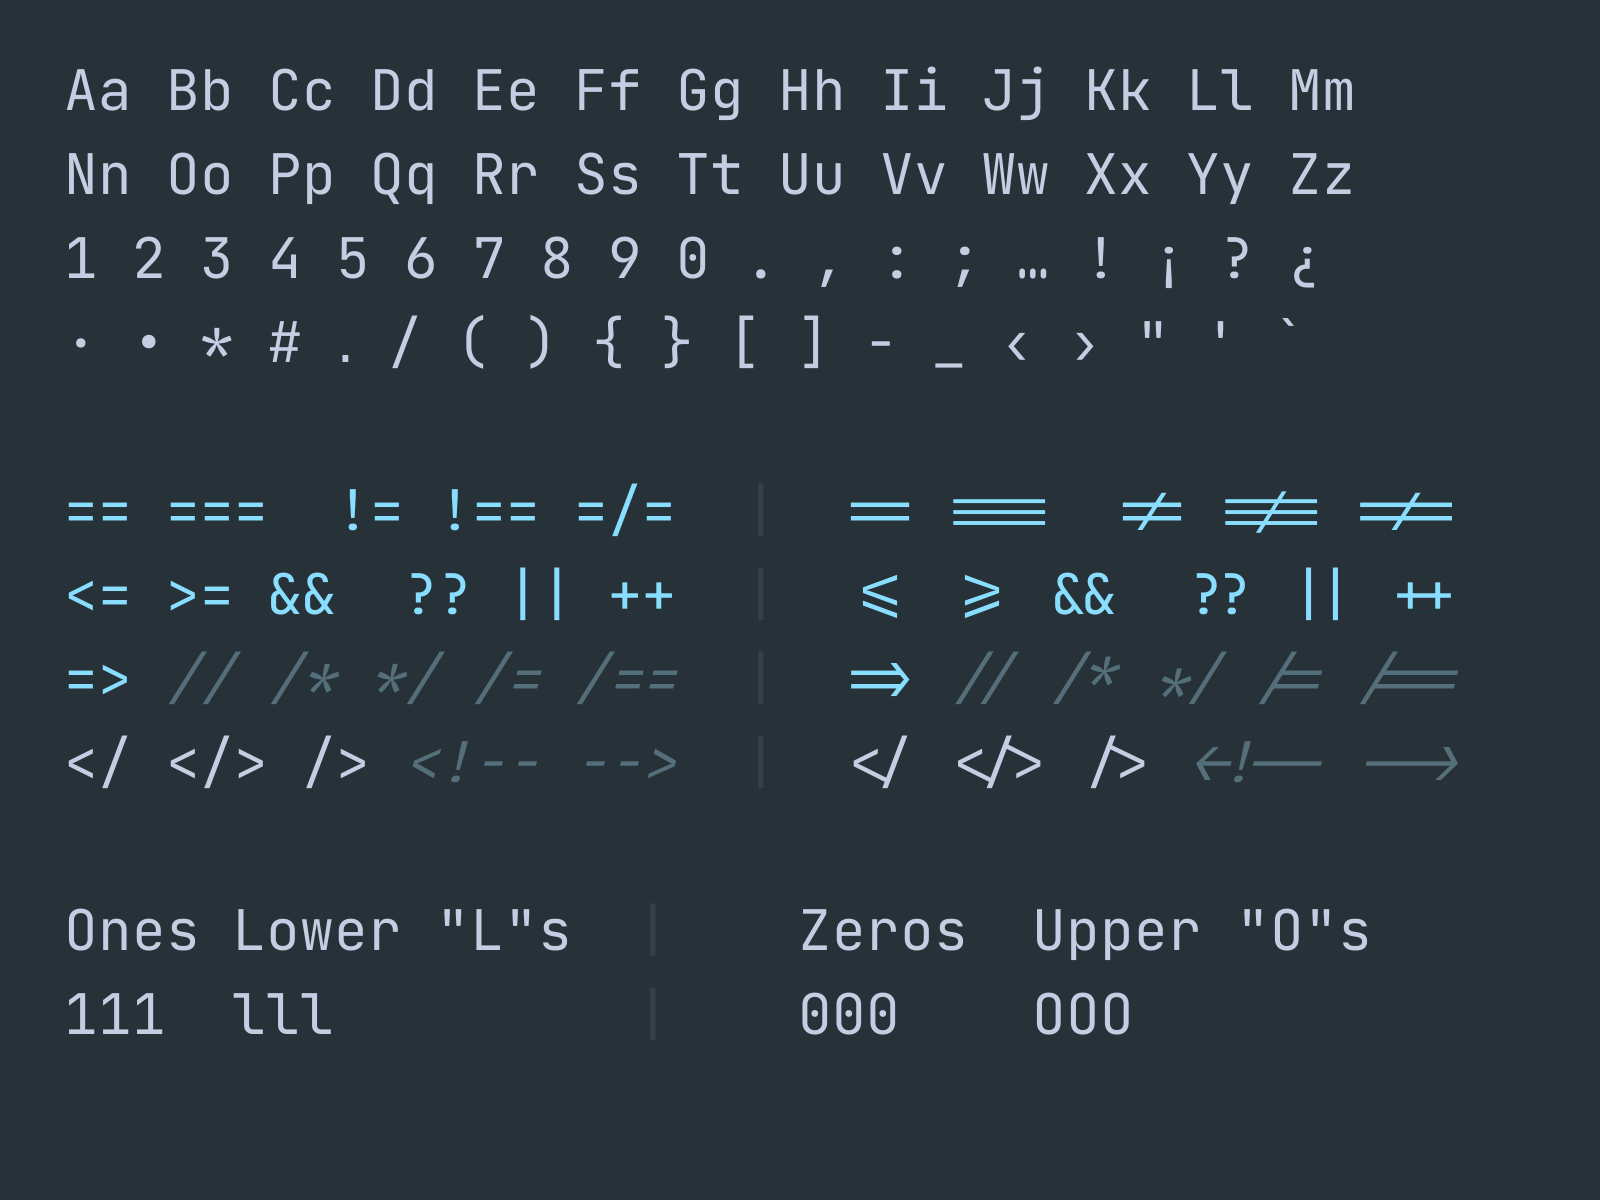 Aa Bb Cc Dd Ee Ff Gg Hh Ii Jj Kk Ll Mm
Nn Oo Pp Qq Rr Ss Tt Uu Vv Ww Xx Yy Zz
1 2 3 4 5 6 7 8 9 0 . , : ; … ! ¡ ? ¿
· • * # . / ( ) { } [ ] - _ ‹ › " ' `
== === != !== =/= | == === != !== =/=
<= >= && ?? || ++ | <= >= && ?? || ++
=> // /* */ /= /== | => // /* */ /= /==
</ </> /> <!-- --> | </ </> /> <!-- -->
Ones Lower "L"s | Zeros Upper "O"s
111 lll | 000 OOO